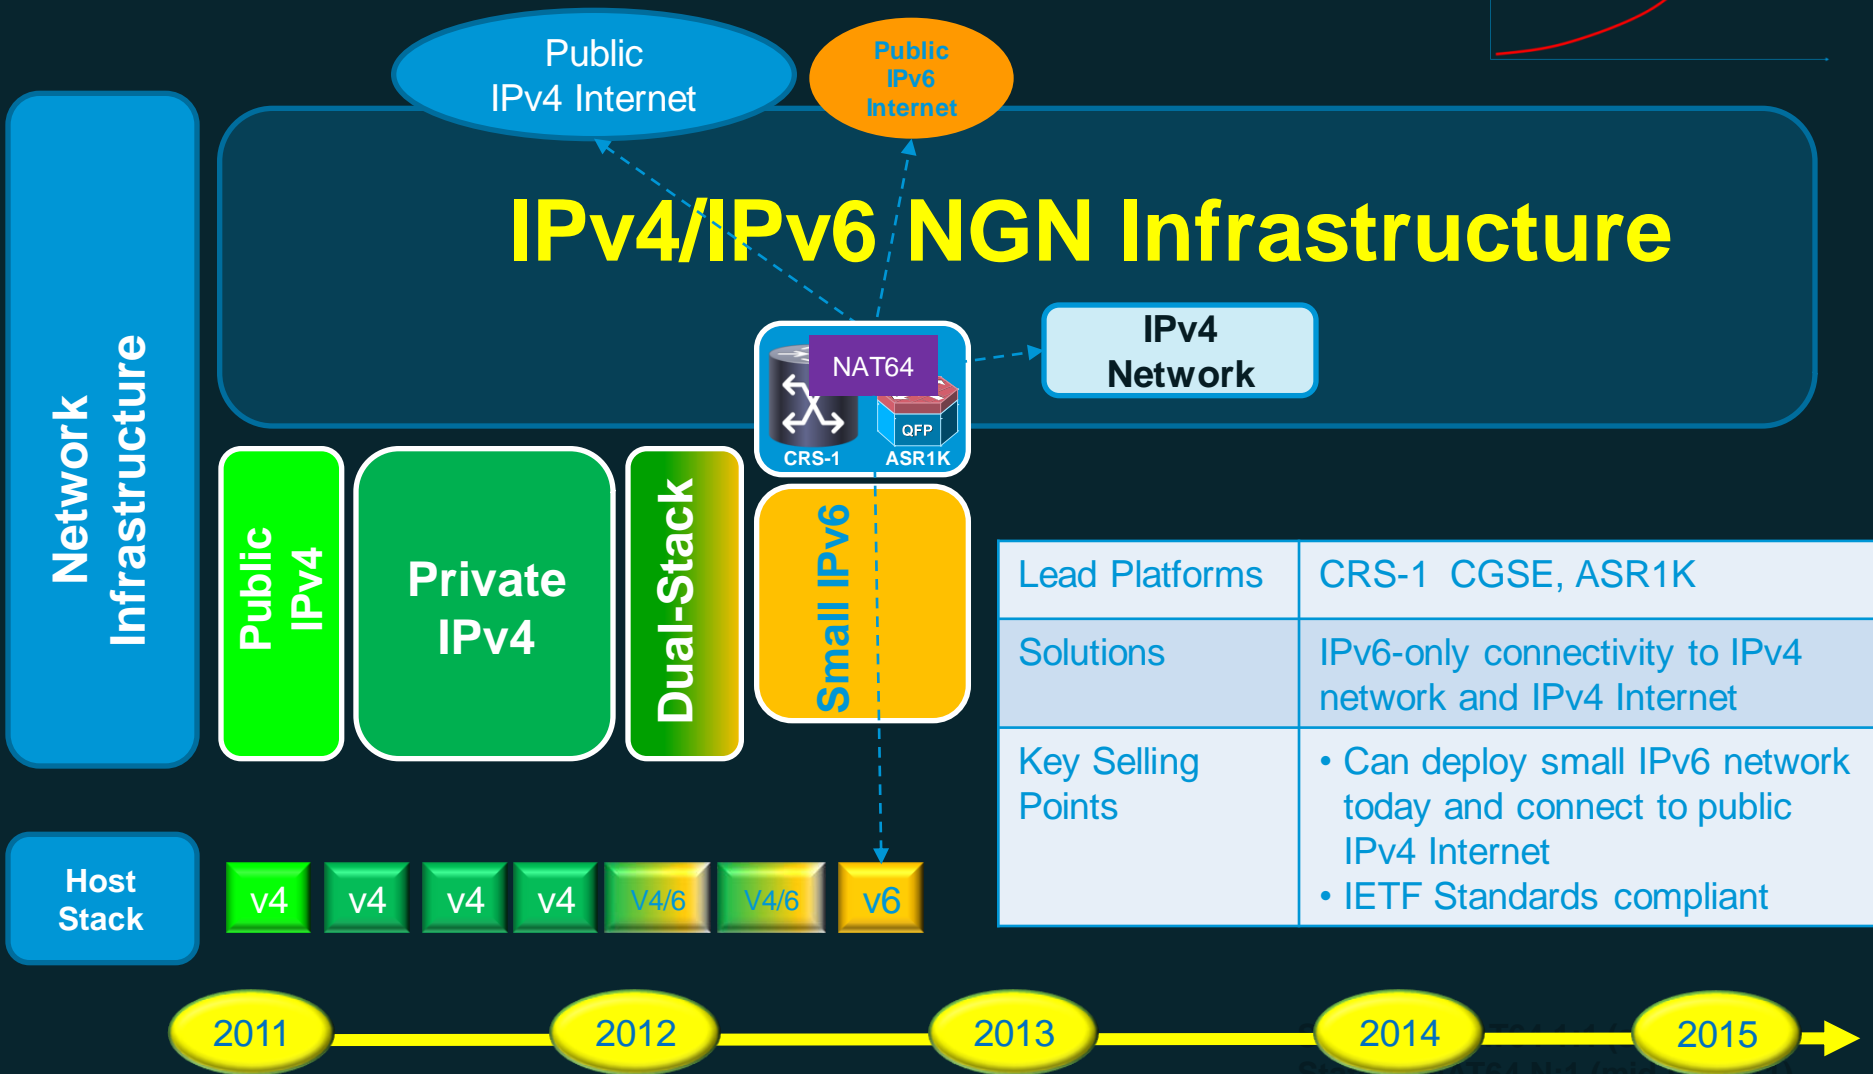 Public
IPv4 Internet
Public
IPv6
Internet
IPv4/IPv6 NGN Infrastructure
Network
Infrastructure
NAT64
QFP
CRS-1
ASR1K
IPv4
Network
Public
IPv4
Private
IPv4
Dual-Stack
Small IPv6
Lead Platforms
CRS-1 CGSE, ASR1K
Solutions
IPv6-only connectivity to IPv4
network and IPv4 Internet
Key Selling
Points
• Can deploy small IPv6 network
today and connect to public
IPv4 Internet
• IETF Standards compliant
Host
Stack
v4
v4
v4
v4
V4/6
V4/6
v6
2011
2012
2013
2014
2015